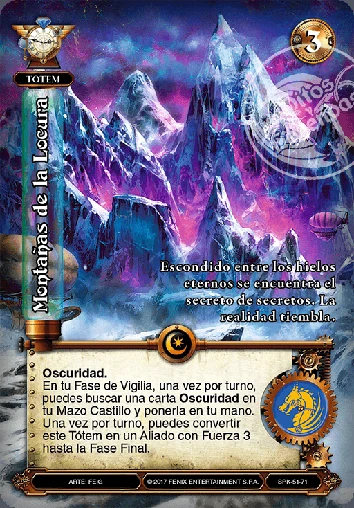 3
TOTEM
Montañas de la Locura
Escondido entre los hielos
eternos se encuentra el
secreto de secretos. La
realidad tiembla.
Oscuridad.
En tu Fase de Vigilia, una vez por turno,
puedes buscar una carta Oscuridad en
tu Mazo Castillo y ponerla en tu mano.
Una vez por turno, puedes convertir
este Tótem en un Aliado con Fuerza 3
hasta la Fase Final.
©2017 FENIX ENTERTAINMENT S.P.A.